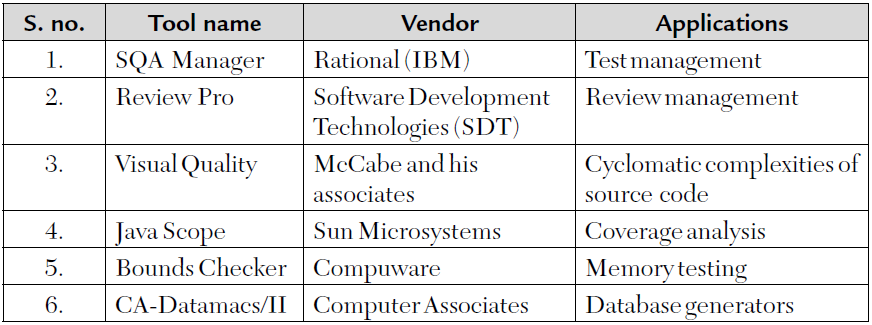 S. no. Tool name Vendor Applications
1. SQA Manager Rational (IBM) Test management
2. Review Pro Software Development Review management
Technologies (SDT)
3. Visual Quality McCabe and his Cyclomatic complexities of
associates source code
4. Java Scope Sun Microsystems Coverage analysis
5. Bounds Checker Compuware Memory testing
6. CA-Datamacs/II Computer Associates Database generators